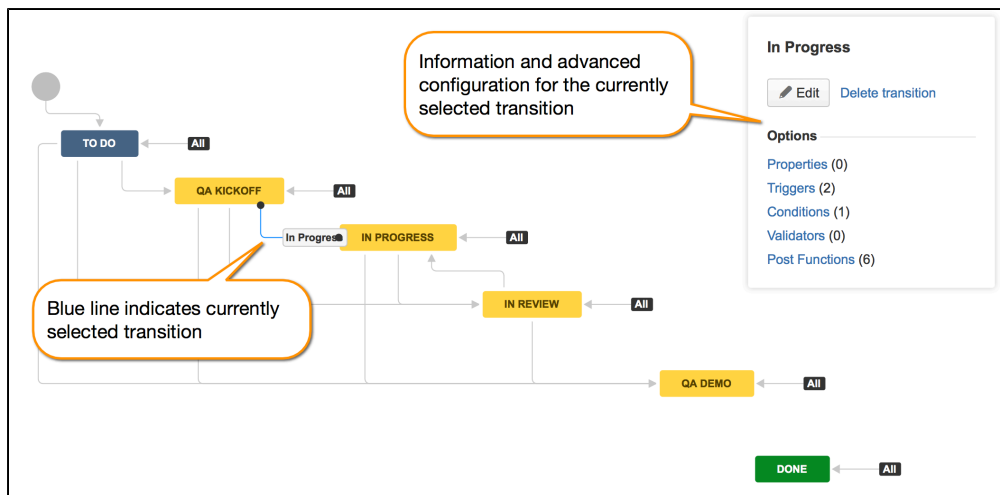 In Progress
Information and advanced
configuration for the currently
selected transition
Edit
Delete transition
Options
Properties (0)
Triggers (2)
Conditions (1)
Validators (0)
Post Functions (6)
TO DO
All
QA KICKOFF
All
In Progress
IN PROGRESS
All
Blue line indicates currently
selected transition
IN REVIEW
All
QA DEMO
All
DONE
All